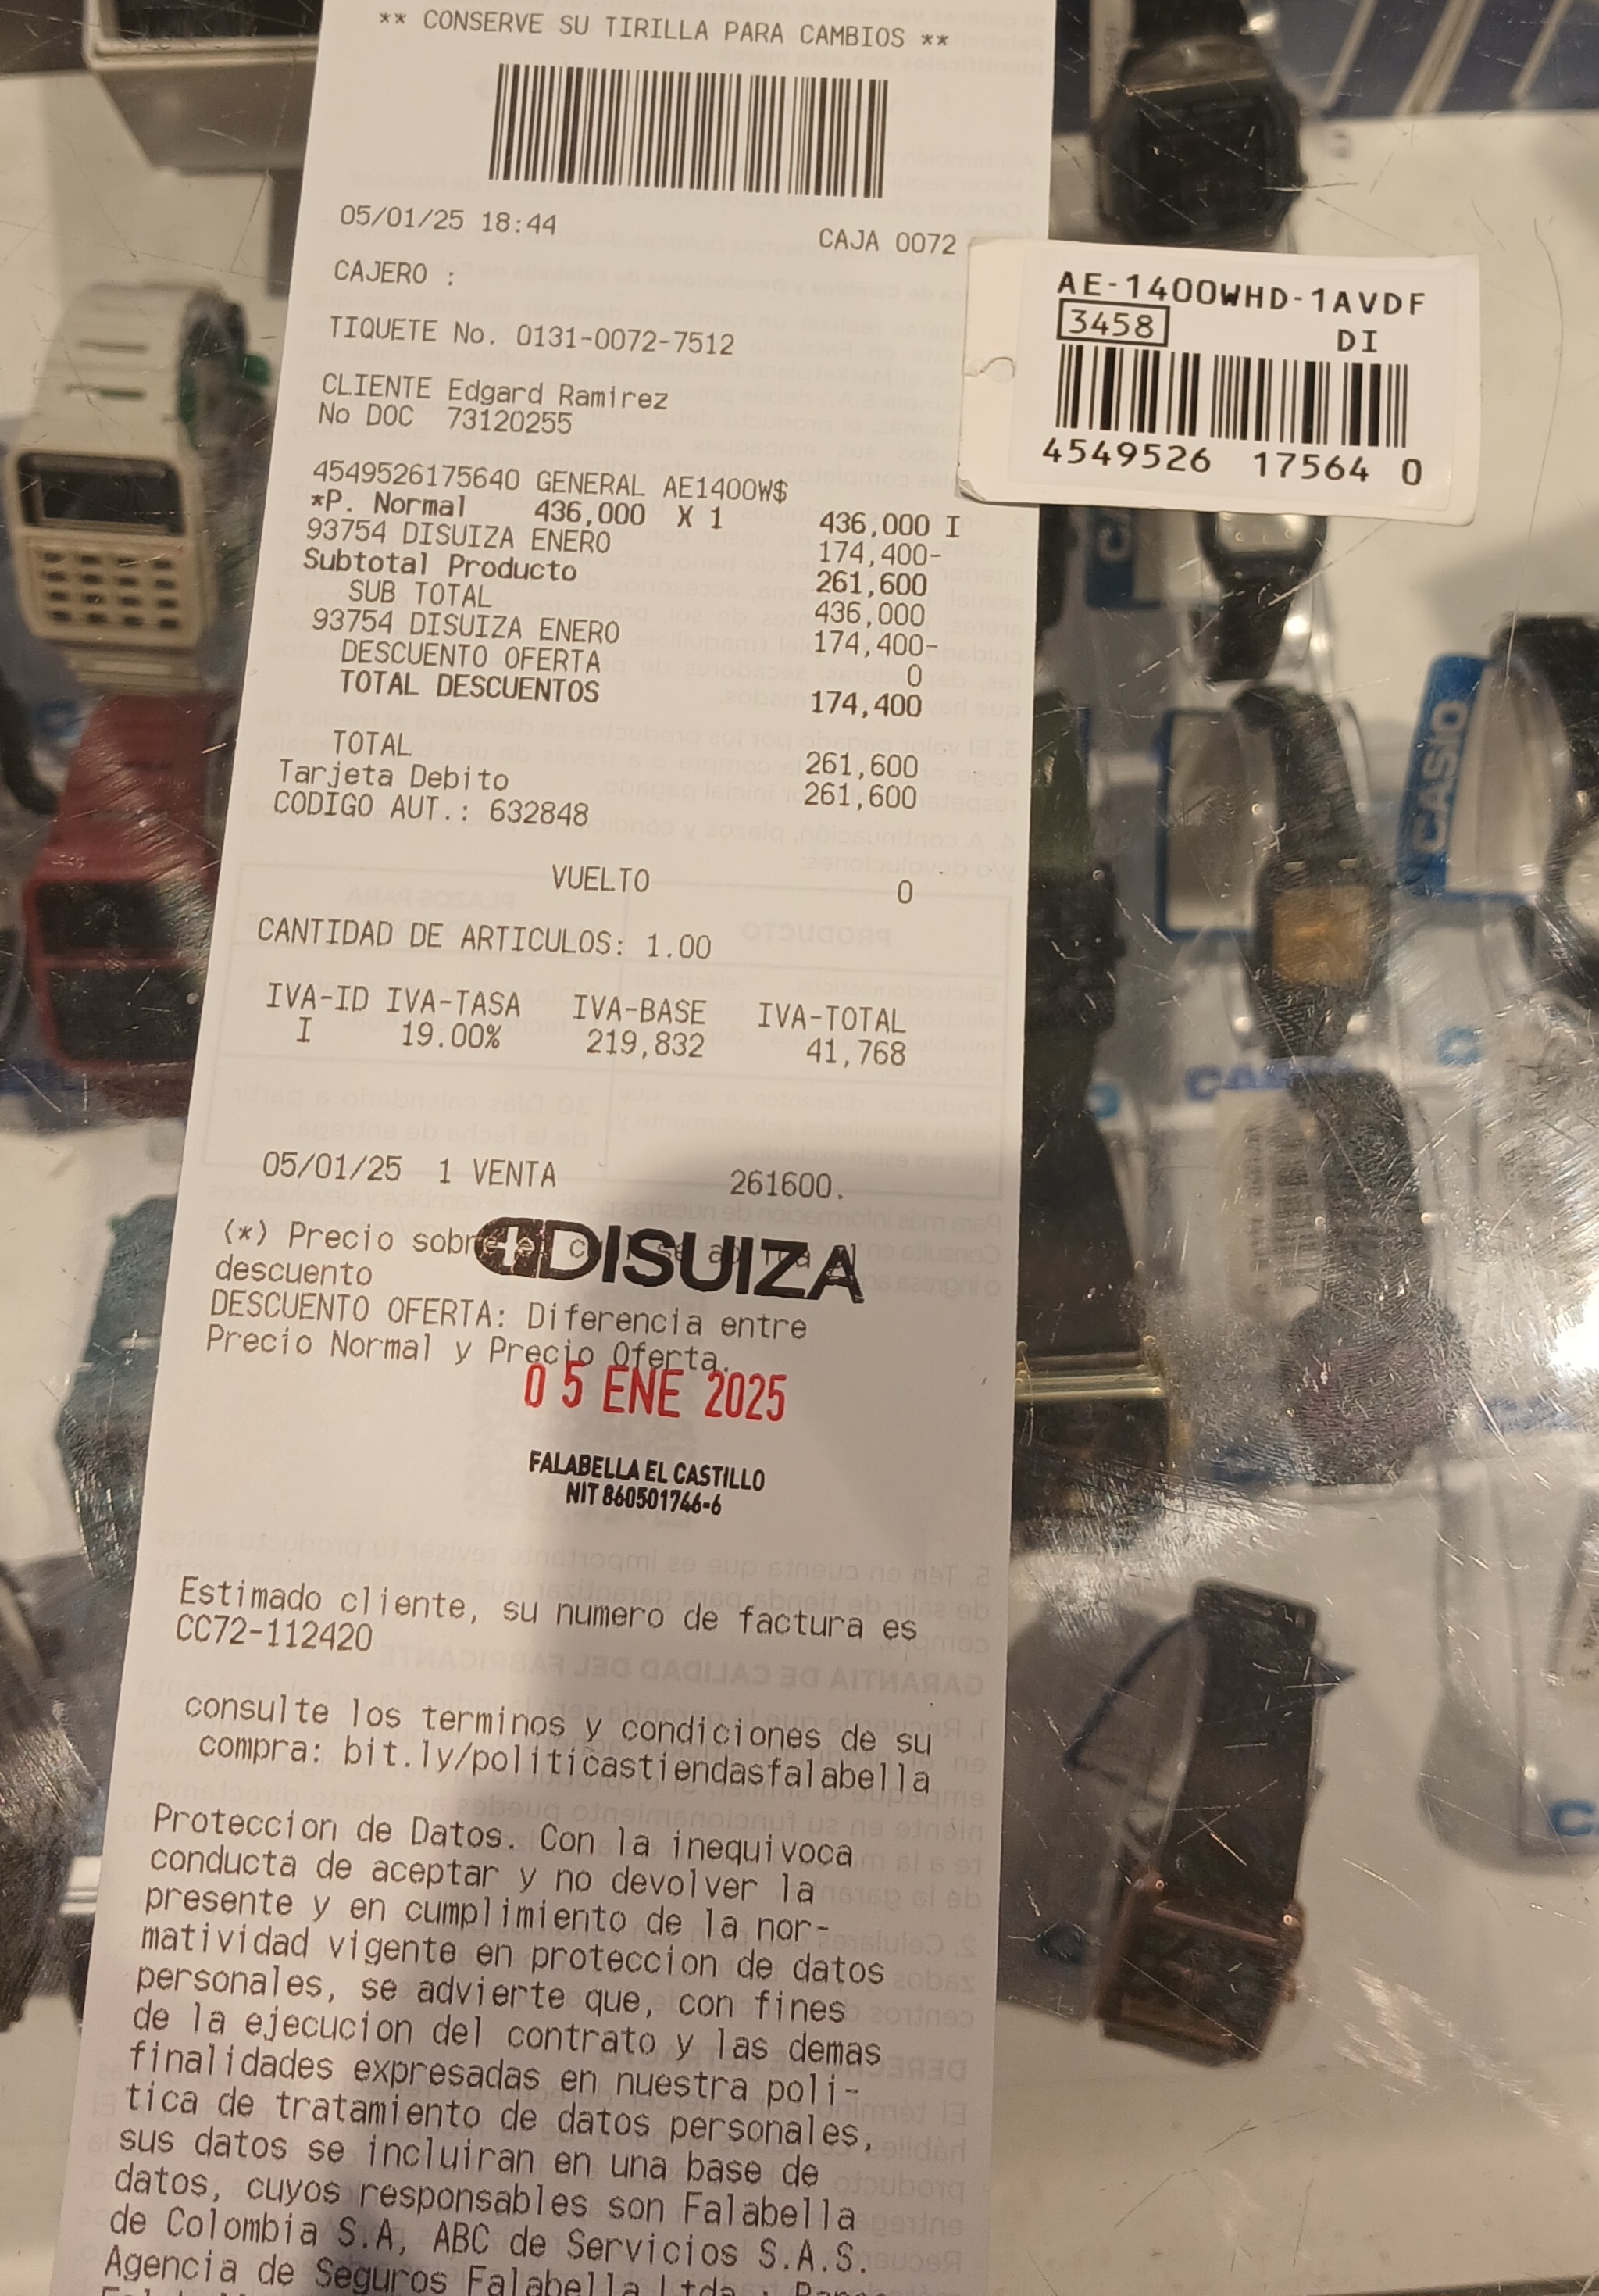 ** CONSERVE SU TIRILLA PARA CAMBIOS **
05/01/25 18:44 CAJA 0072
CAJERO :
TIQUETE No. 0131-0072-7512
CLIENTE Edgard Ramirez
No DOC 73120255
4549526175640 GENERAL AE1400W$
*P. Normal 436,000 X 1 436,000 I
93754 DISUIZA ENERO 174,400-
Subtotal Producto 261,600
SUB TOTAL 436,000
93754 DISUIZA ENERO 174,400-
DESCUENTO OFERTA 0
TOTAL DESCUENTOS 174,400
TOTAL 261,600
Tarjeta Debito 261,600
CODIGO AUT.: 632848
VUELTO 0
CANTIDAD DE ARTICULOS: 1.00
IVA-ID IVA-TASA IVA-BASE IVA-TOTAL
I 19.00% 219,832 41,768
05/01/25 1 VENTA 261600.
(*) Precio
descuento
DISUIZA
DESCUENTO OFERTA: Diferencia entre
Precio Normal y Precio Oferta.
05 ENE 2025
FALABELLA EL CASTILLO
NIT 860501746-6
Estimado cliente, su numero de factura es
CC72-112420
consulte los terminos y condiciones de su
compra: bit.ly/politicastiendasfalabella
Proteccion de Datos. Con la inequivoca
conducta de aceptar y no devolver la
presente y en cumplimiento de la nor-
matividad vigente en proteccion de datos
personales, se advierte que, con fines
de la ejecucion del contrato y las demas
finalidades expresadas en nuestra poli-
tica de tratamiento de datos personales,
sus datos se incluiran en una base de
datos, cuyos responsables son Falabella
de Colombia S.A, ABC de Servicios S.A.S.
Agencia de Seguros Falabella Ltda
AE-1400WHD-1AVDF
3458 DI
4549526 17564 0
CASIO